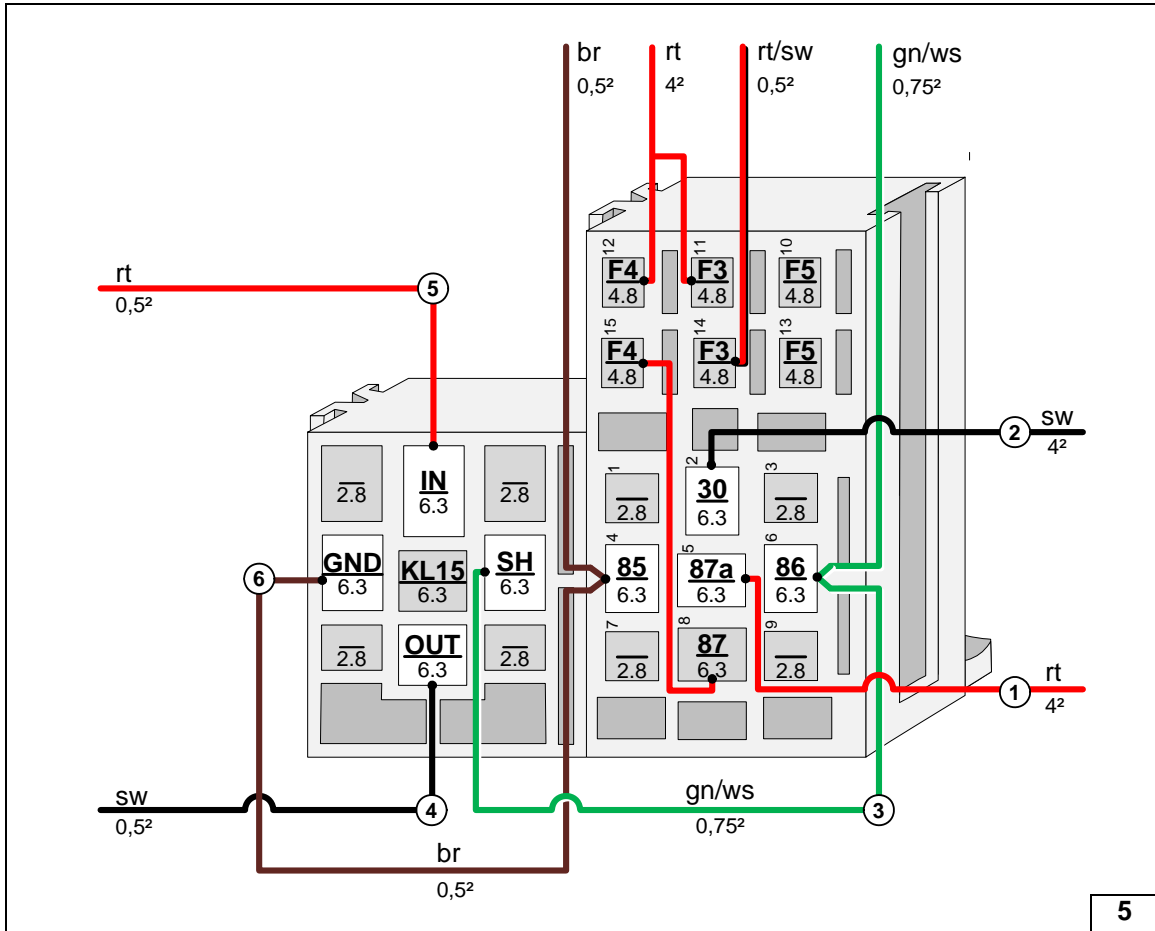 br
0,5²
rt
4²
rt/sw
0,5²
gn/ws
0,75²
12
F4
4.8
11
F3
4.8
10
F5
4.8
rt
0,5²
5
15
F4
4.8
14
F3
4.8
13
F5
4.8
2
sw
4²
2.8
IN
6.3
2.8
1
2.8
2
30
6.3
3
2.8
6
GND
6.3
KL15
6.3
SH
6.3
4
85
6.3
5
87a
6.3
6
86
6.3
2.8
OUT
6.3
2.8
7
2.8
8
87
6.3
9
2.8
1
rt
4²
sw
0,5²
4
gn/ws
0,75²
3
br
0,5²
5